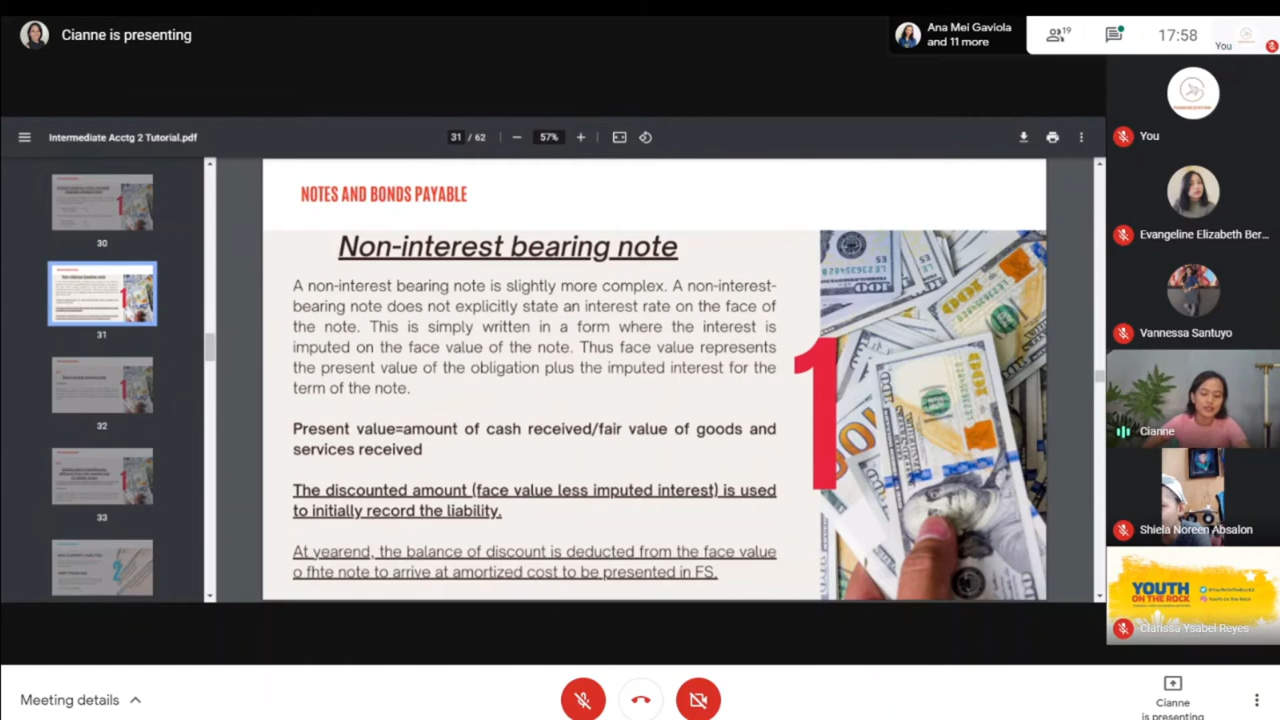 Cianne is presenting
Ana Mei Gaviola
and 11 more
19
17:58
You
Intermediate Acctg 2 Tutorial.pdf
31 / 62
57%
You
30
31
32
33
NOTES AND BONDS PAYABLE
Non-interest bearing note
A non-interest bearing note is slightly more complex. A non-interest-
bearing note does not explicitly state an interest rate on the face of
the note. This is simply written in a form where the interest is
imputed on the face value of the note. Thus face value represents
the present value of the obligation plus the imputed interest for the
term of the note.
Present value=amount of cash received/fair value of goods and
services received
The discounted amount (face value less imputed interest) is used
to initially record the liability.
At yearend, the balance of discount is deducted from the face value
o fhte note to arrive at amortized cost to be presented in FS.
1
Evangeline Elizabeth Ber...
Vannessa Santuyo
Cianne
Shiela Noreen Absalon
YOUTH
ON THE ROCK
Clarissa Ysabel Reyes
Meeting details
Cianne
is presenting